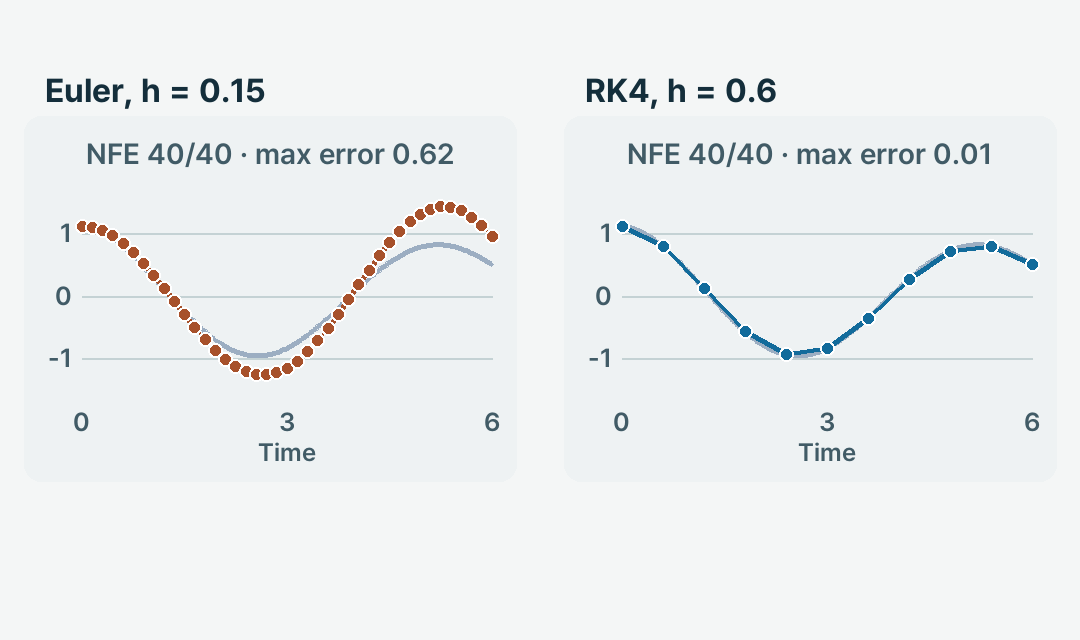 Euler, h = 0.15
NFE 40/40 · max error 0.62
1
0
-1
0 3 6
Time
RK4, h = 0.6
NFE 40/40 · max error 0.01
1
0
-1
0 3 6
Time